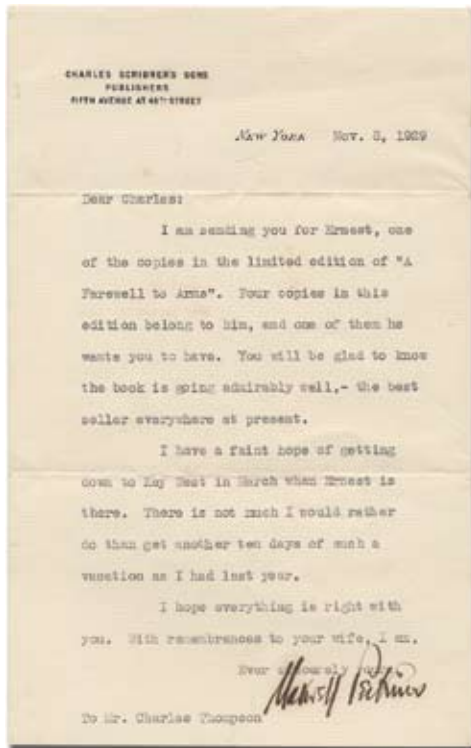 CHARLES SCRIBNER'S SONS
PUBLISHERS
FIFTH AVENUE AT 48TH STREET
NEW YORK Nov. 8, 1929
Dear Charles:
I am sending you for Ernest, one
of the copies in the limited edition of "A
Farewell to Arms". Four copies in this
edition belong to him, and one of them he
wants you to have. You will be glad to know
the book is going admirably well,- the best
seller everywhere at present.
I have a faint hope of getting
down to Key West in March when Ernest is
there. There is not much I would rather
do than get another ten days of such a
vacation as I had last year.
I hope everything is right with
you. With remembrances to your wife, I am,
Ever sincerely yours,
Maxwell Perkins
To Mr. Charles Thompson